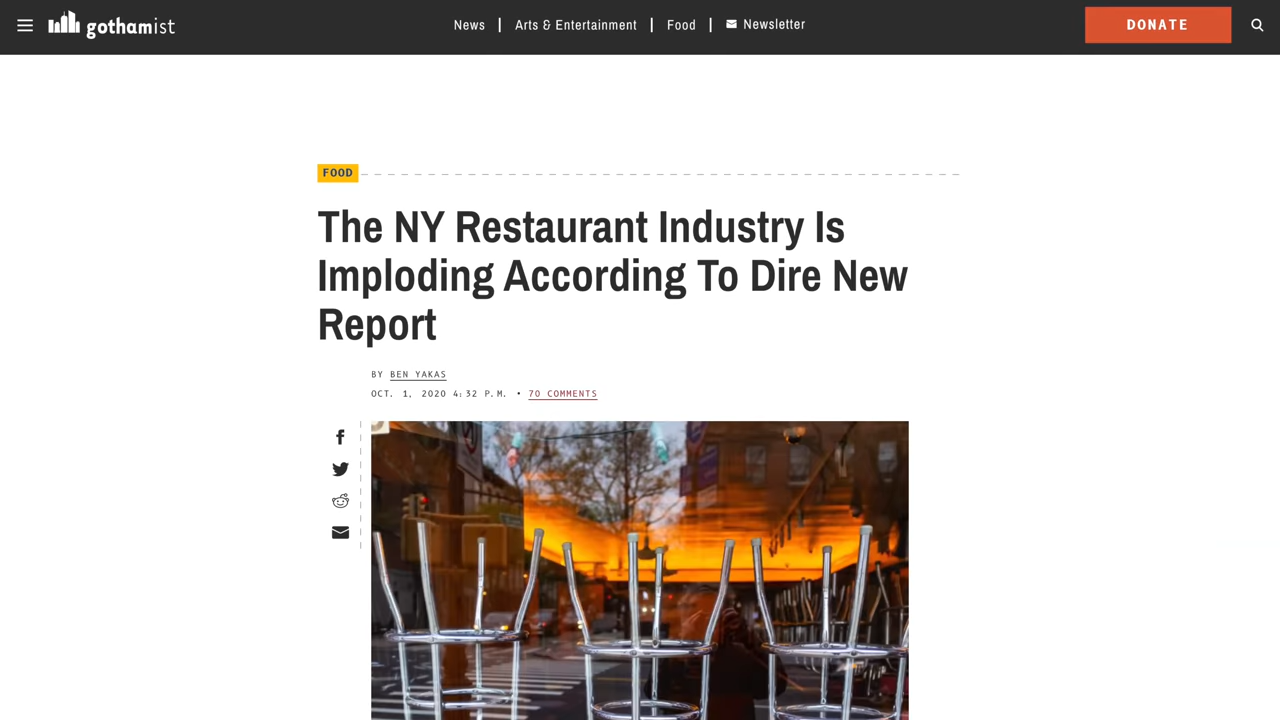 gothamist
News
Arts & Entertainment
Food
Newsletter
DONATE
FOOD
The NY Restaurant Industry Is
Imploding According To Dire New
Report
BY BEN YAKAS
OCT. 1, 2020 4:32 P.M. • 70 COMMENTS